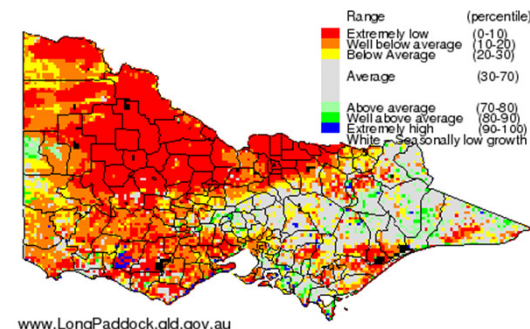 Range (percentile)
Extremely low (0-10)
Well below average (10-20)
Below Average (20-30)
Average (30-70)
Above average (70-80)
Well above average (80-90)
Extremely high (90-100)
White - Seasonally low growth
www.LongPaddock.qld.gov.au